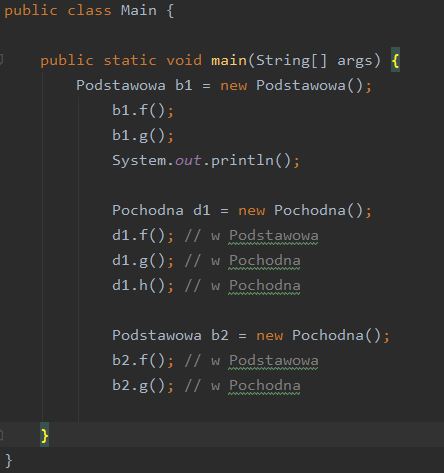 public class Main {
public static void main(String[] args) {
Podstawowa b1 = new Podstawowa();
b1.f();
b1.g();
System.out.println();
Pochodna d1 = new Pochodna();
d1.f(); // w Podstawowa
d1.g(); // w Pochodna
d1.h(); // w Pochodna
Podstawowa b2 = new Pochodna();
b2.f(); // w Podstawowa
b2.g(); // w Pochodna
}
}